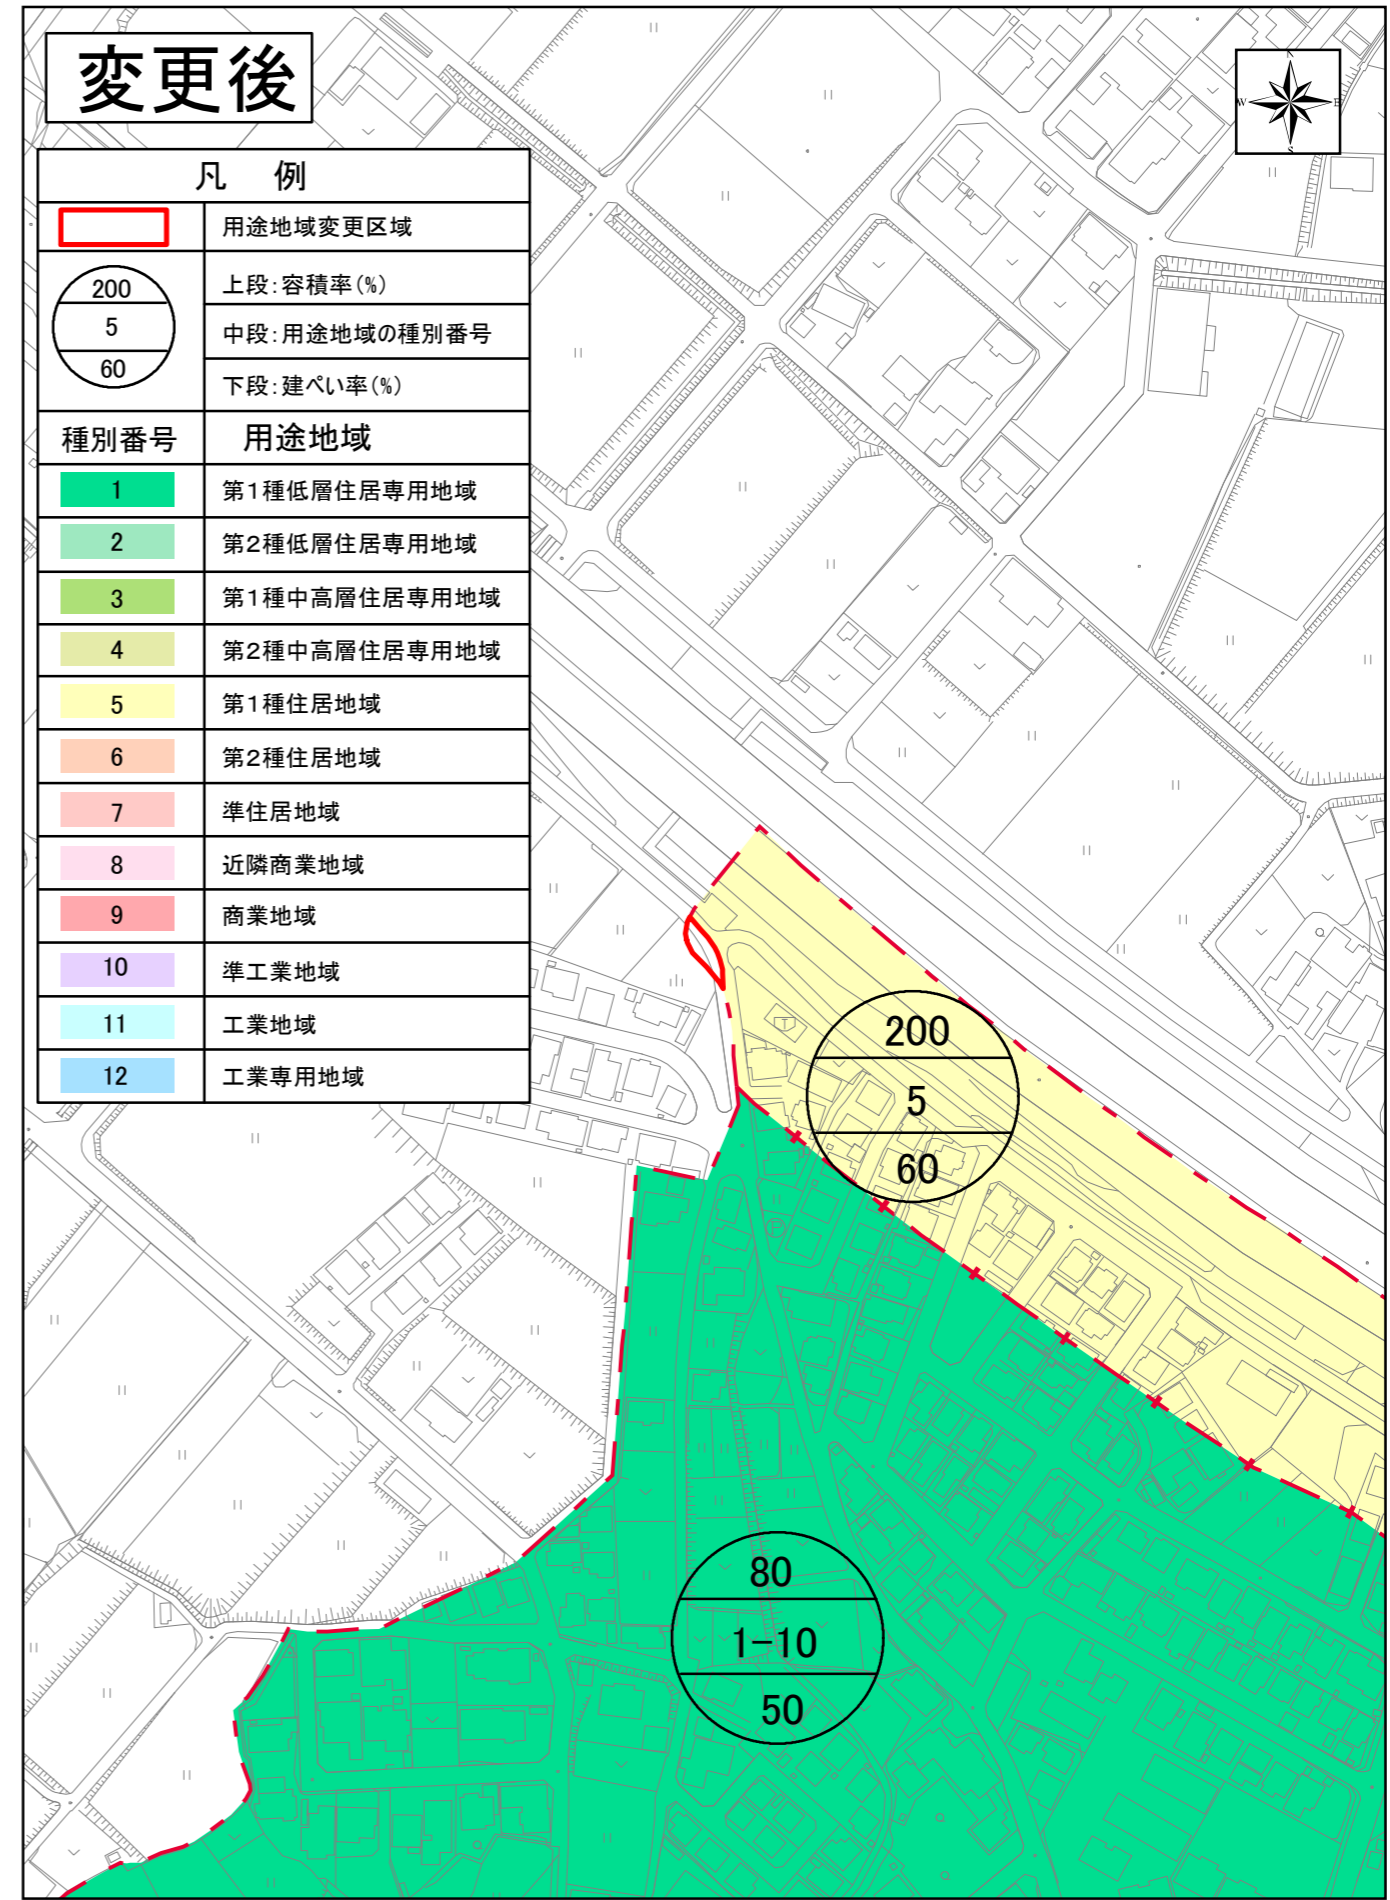 変更後
N
W E
S
凡 例
用途地域変更区域
200
5
60
上段:容積率(%)
中段:用途地域の種別番号
下段:建ぺい率(%)
種別番号 用途地域
1 第1種低層住居専用地域
2 第2種低層住居専用地域
3 第1種中高層住居専用地域
4 第2種中高層住居専用地域
5 第1種住居地域
6 第2種住居地域
7 準住居地域
8 近隣商業地域
9 商業地域
10 準工業地域
11 工業地域
12 工業専用地域
200
5
60
80
1-10
50